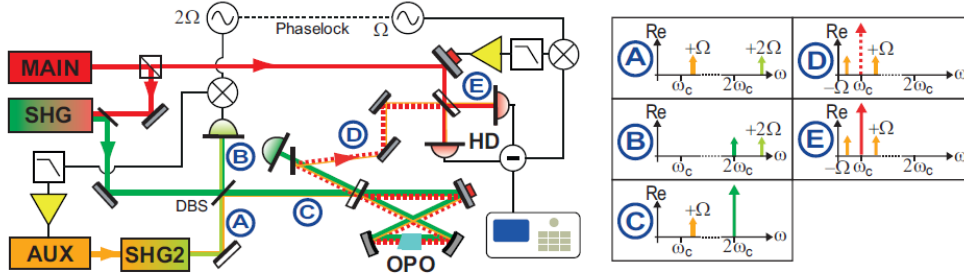 2Ω
Phaselock
Ω
MAIN
SHG
AUX
SHG2
DBS
A
B
C
D
E
HD
OPO
A
Re
+Ω
+2Ω
ω
ωc
2ωc
B
Re
+2Ω
ω
ωc
2ωc
C
Re
+Ω
ω
ωc
2ωc
D
Re
+Ω
ω
-Ω
ωc
2ωc
E
Re
+Ω
ω
-Ω
ωc
2ωc